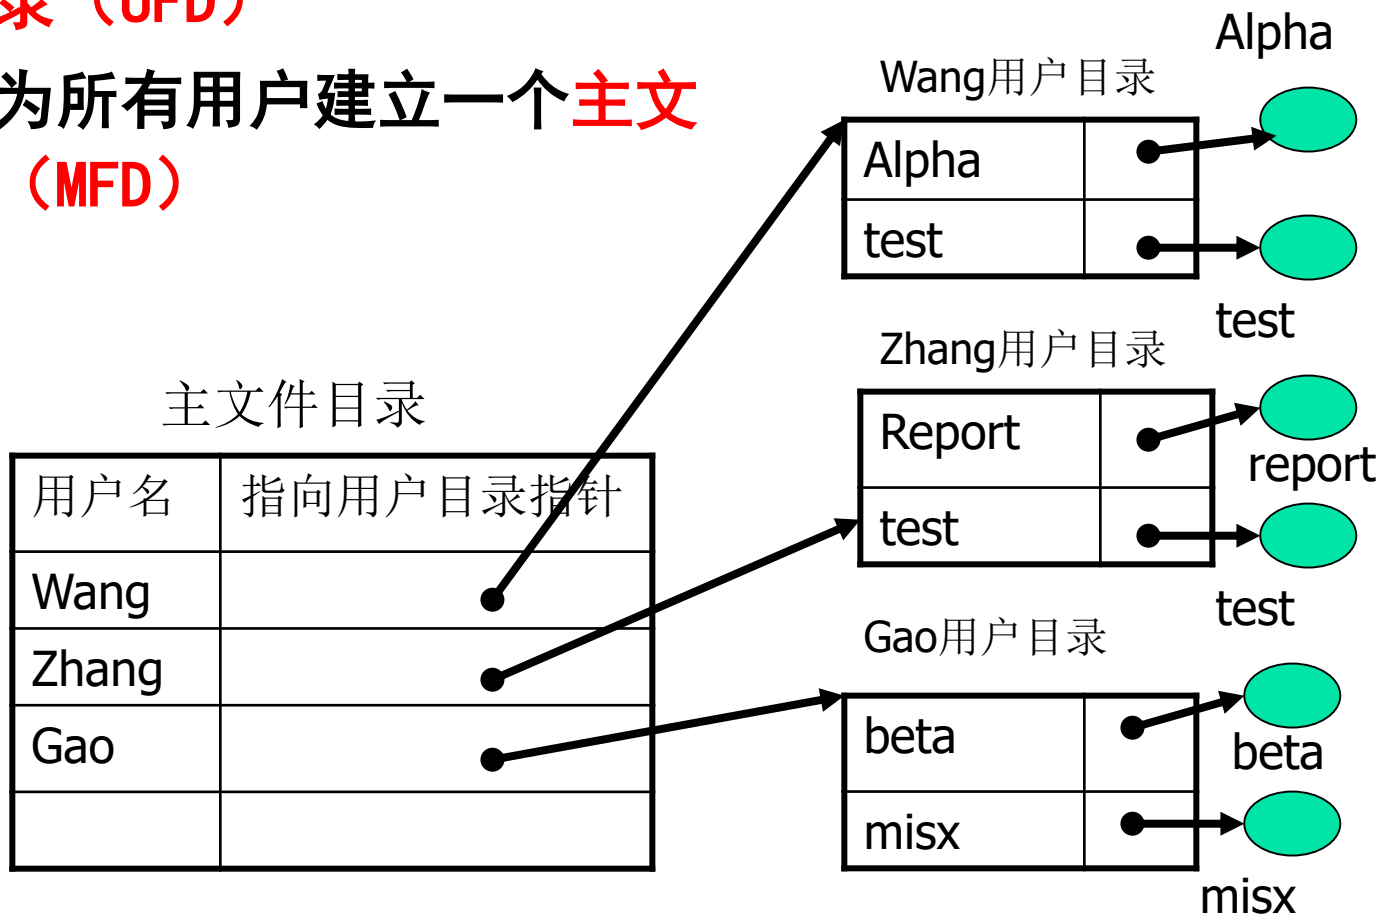 录（UFD）
为所有用户建立一个主文
（MFD）
主文件目录
用户名 指向用户目录指针
Wang
Zhang
Gao
Wang用户目录
Alpha
test
Alpha
test
Zhang用户目录
Report
test
report
test
Gao用户目录
beta
misx
beta
misx